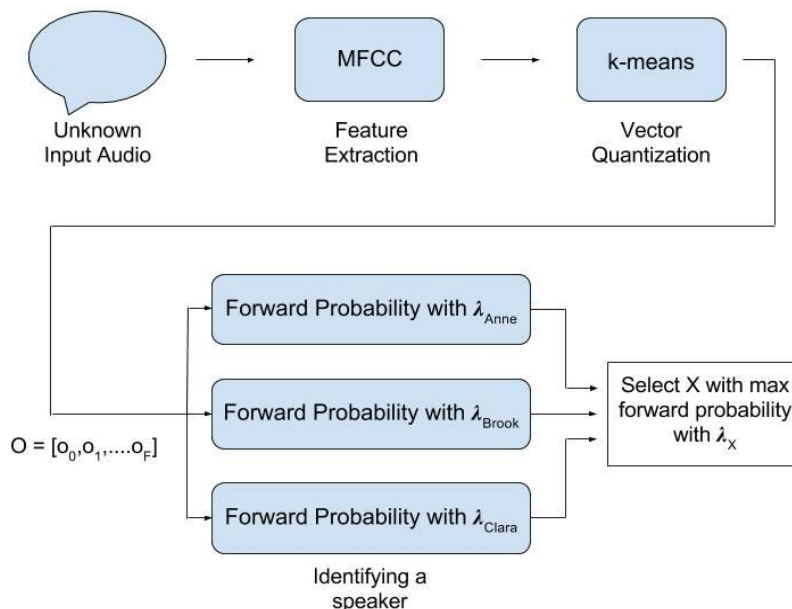 MFCC
k-means
Unknown
Input Audio
Feature
Extraction
Vector
Quantization
Forward Probability with λAnne
Forward Probability with λBrook
Forward Probability with λClara
O = [o0,o1,....oF]
Select X with max
forward probability
with λX
Identifying a
speaker